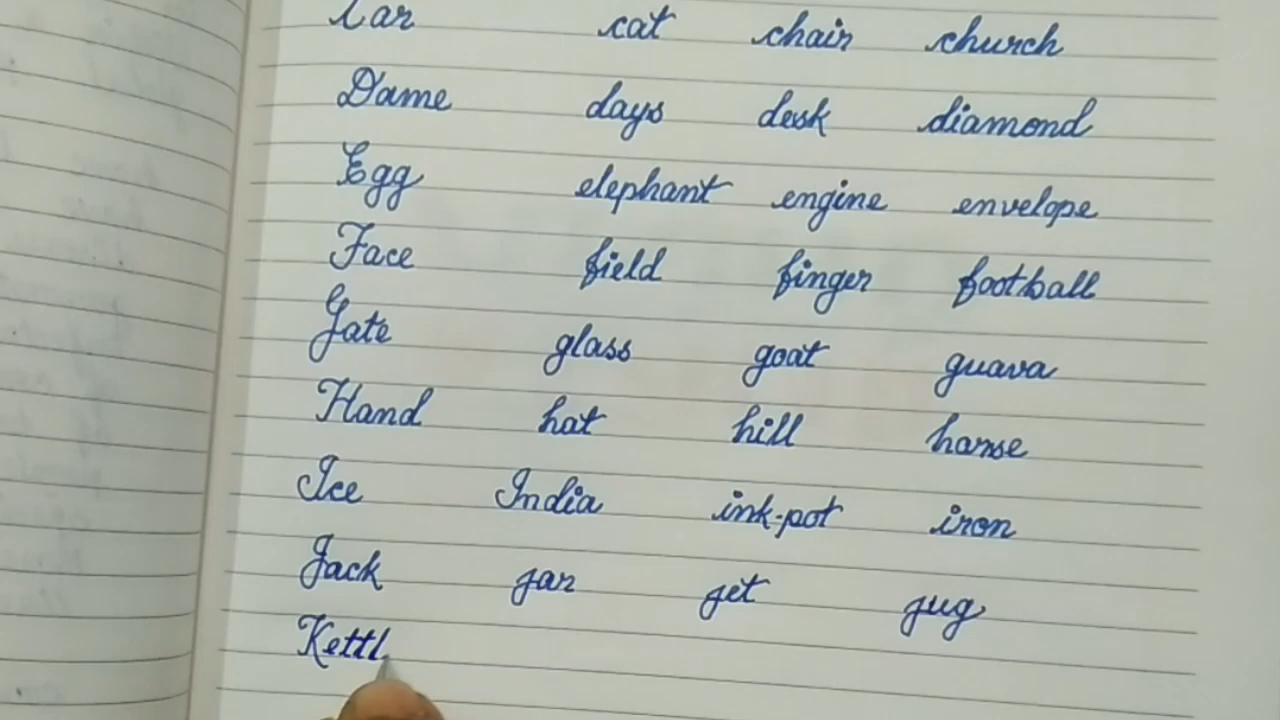 Car cat chair church
Dame days desk diamond
Egg elephant engine envelope
Face field finger football
Gate glass goat guava
Hand hat hill horse
Ice India ink-pot iron
Jack jar jet jug
Kettl